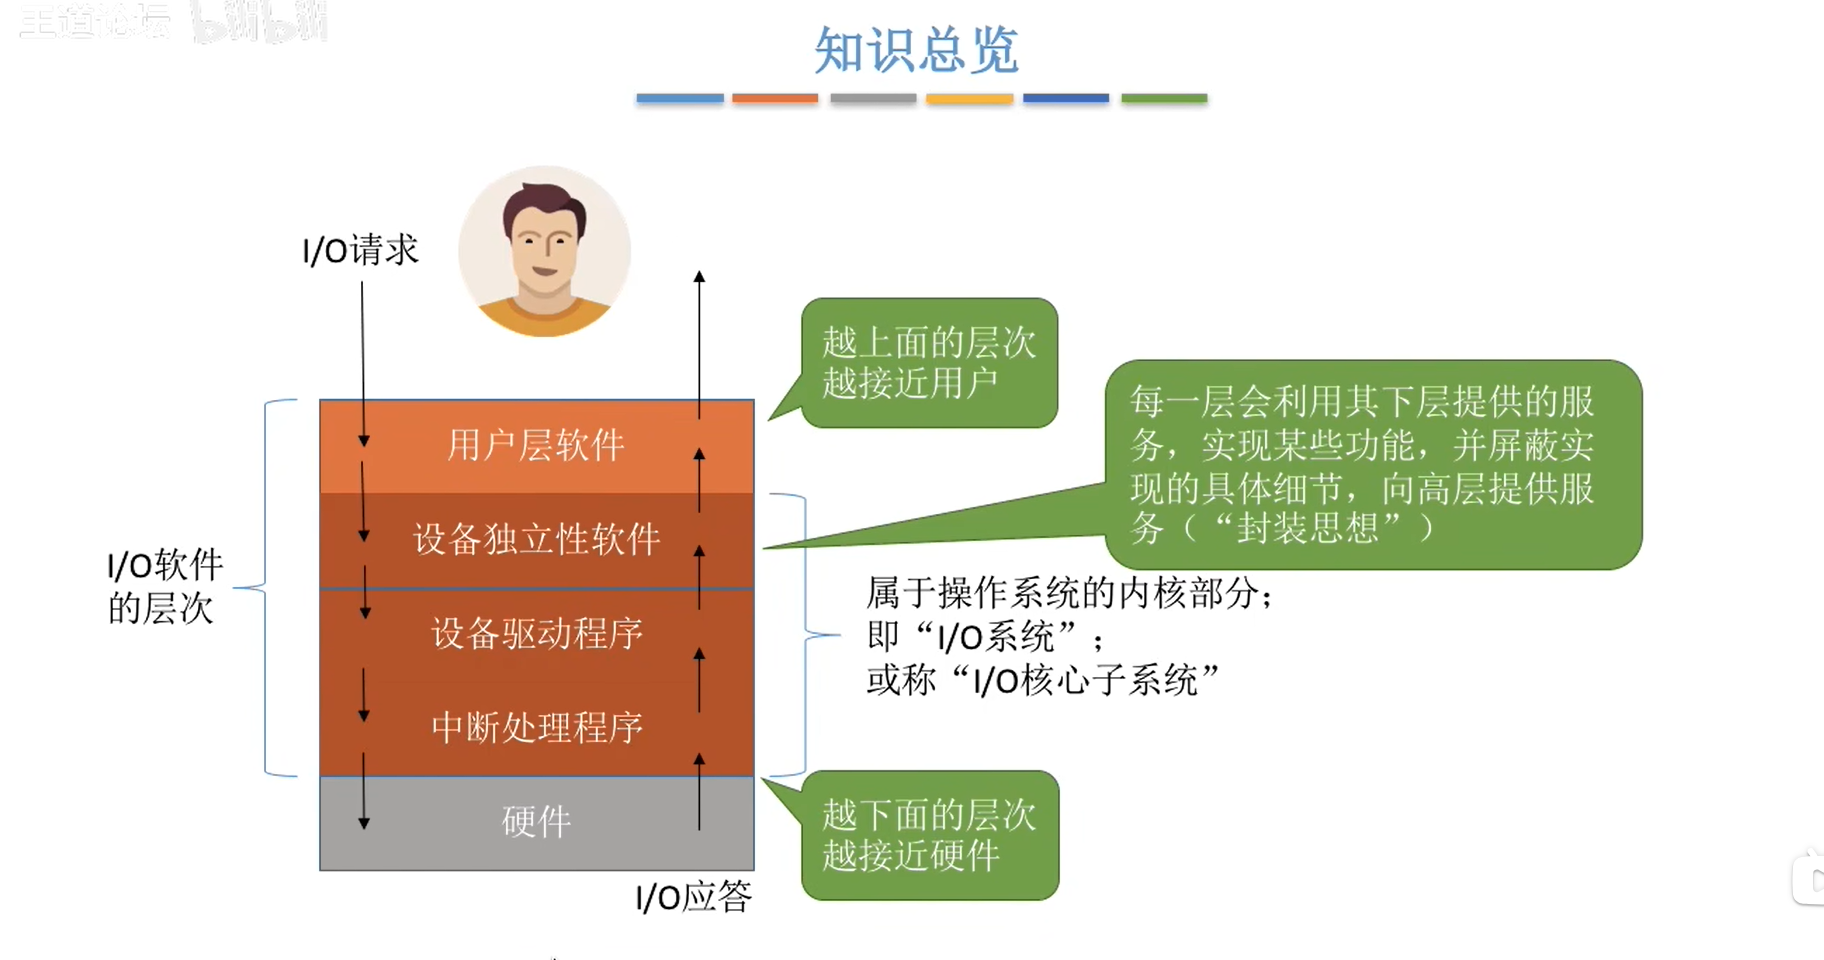 王道论坛 bilibili
知识总览
I/O请求
越上面的层次
越接近用户
每一层会利用其下层提供的服
务，实现某些功能，并屏蔽实
现的具体细节，向高层提供服
务（“封装思想”）
用户层软件
设备独立性软件
I/O软件
的层次
属于操作系统的内核部分；
即“I/O系统”；
或称“I/O核心子系统”
设备驱动程序
中断处理程序
硬件
越下面的层次
越接近硬件
I/O应答